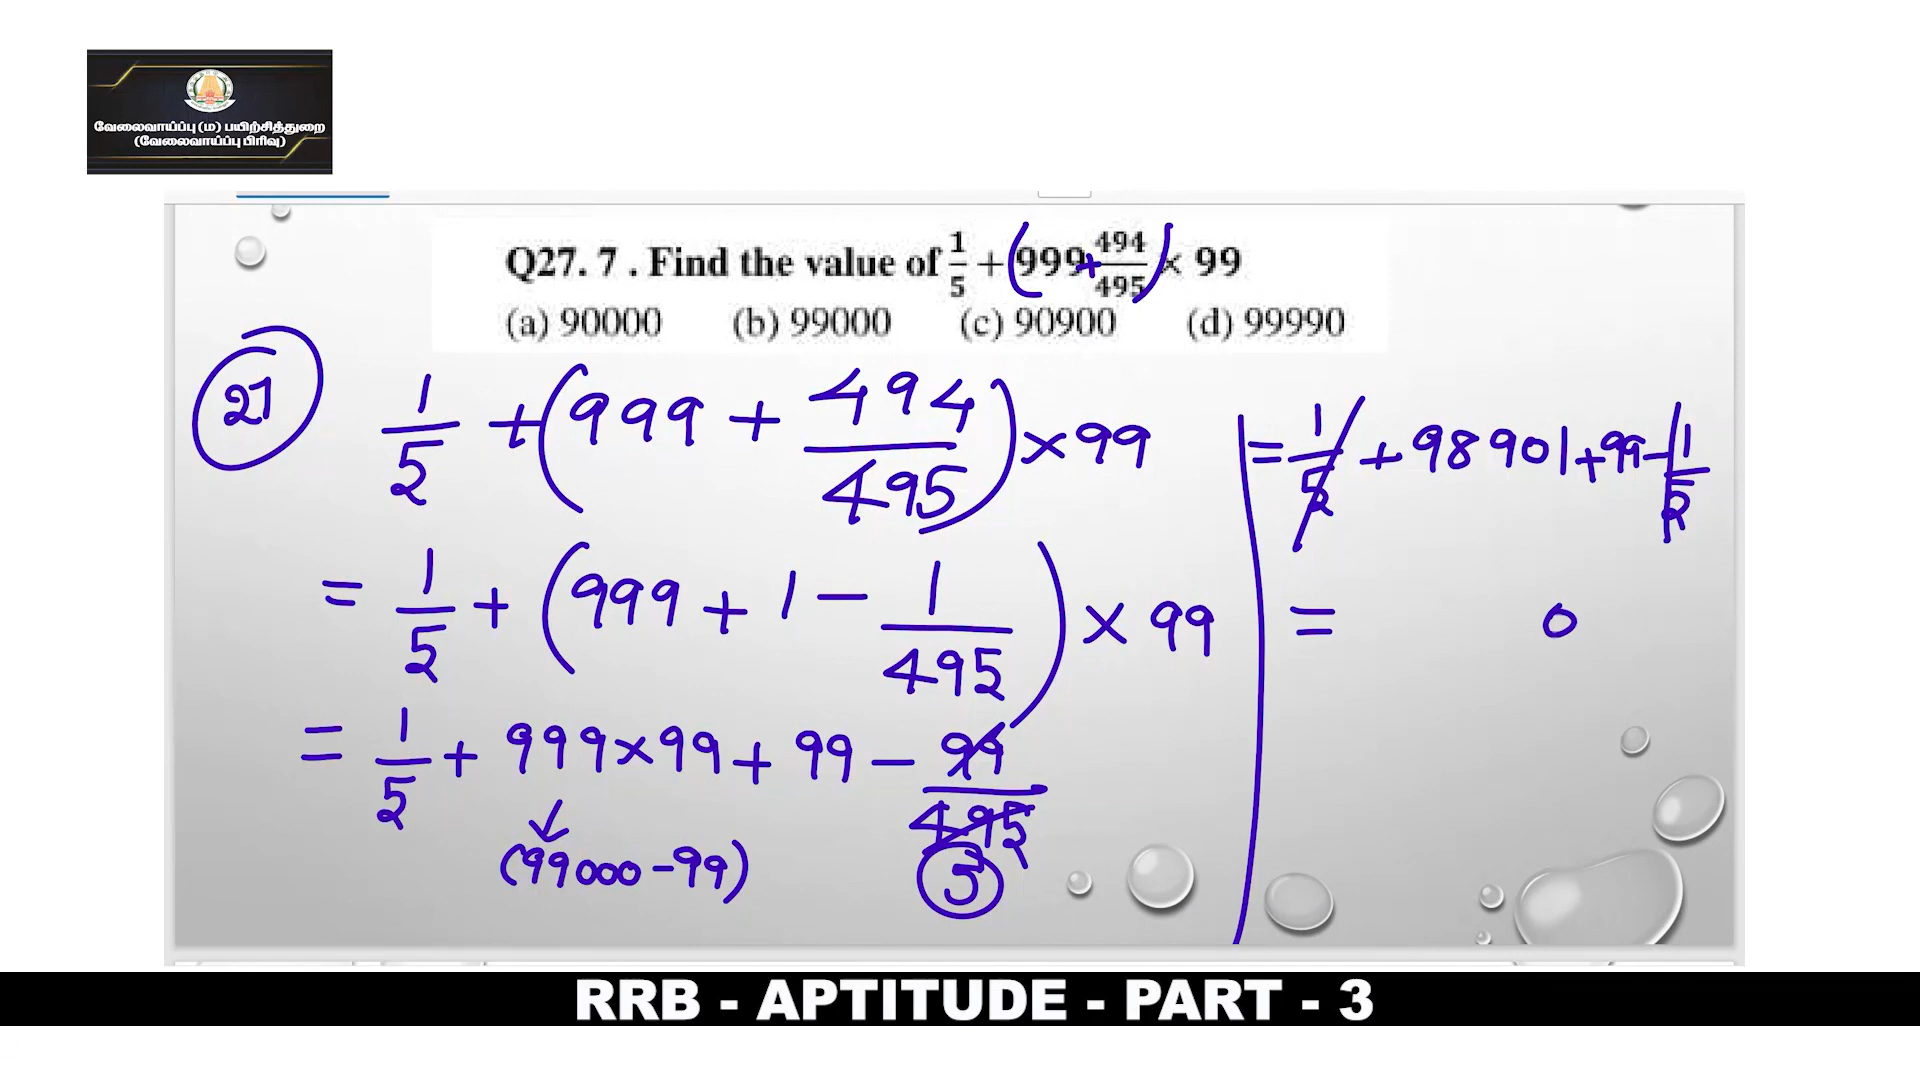 வேலைவாய்ப்பு (ம) பயிற்சித்துறை
(வேலைவாய்ப்பு பிரிவு)
Q27. 7 . Find the value of 1/5 + (999 + 494/495) × 99
(a) 90000 (b) 99000 (c) 90900 (d) 99990
27
1/5 + (999 + 494/495) × 99
= 1/5 + (999 + 1 - 1/495) × 99
= 1/5 + 999 × 99 + 99 - 99/495
(99000 - 99) 5
= 1/5 + 98901 + 99 - 1/5
= 0
RRB - APTITUDE - PART - 3